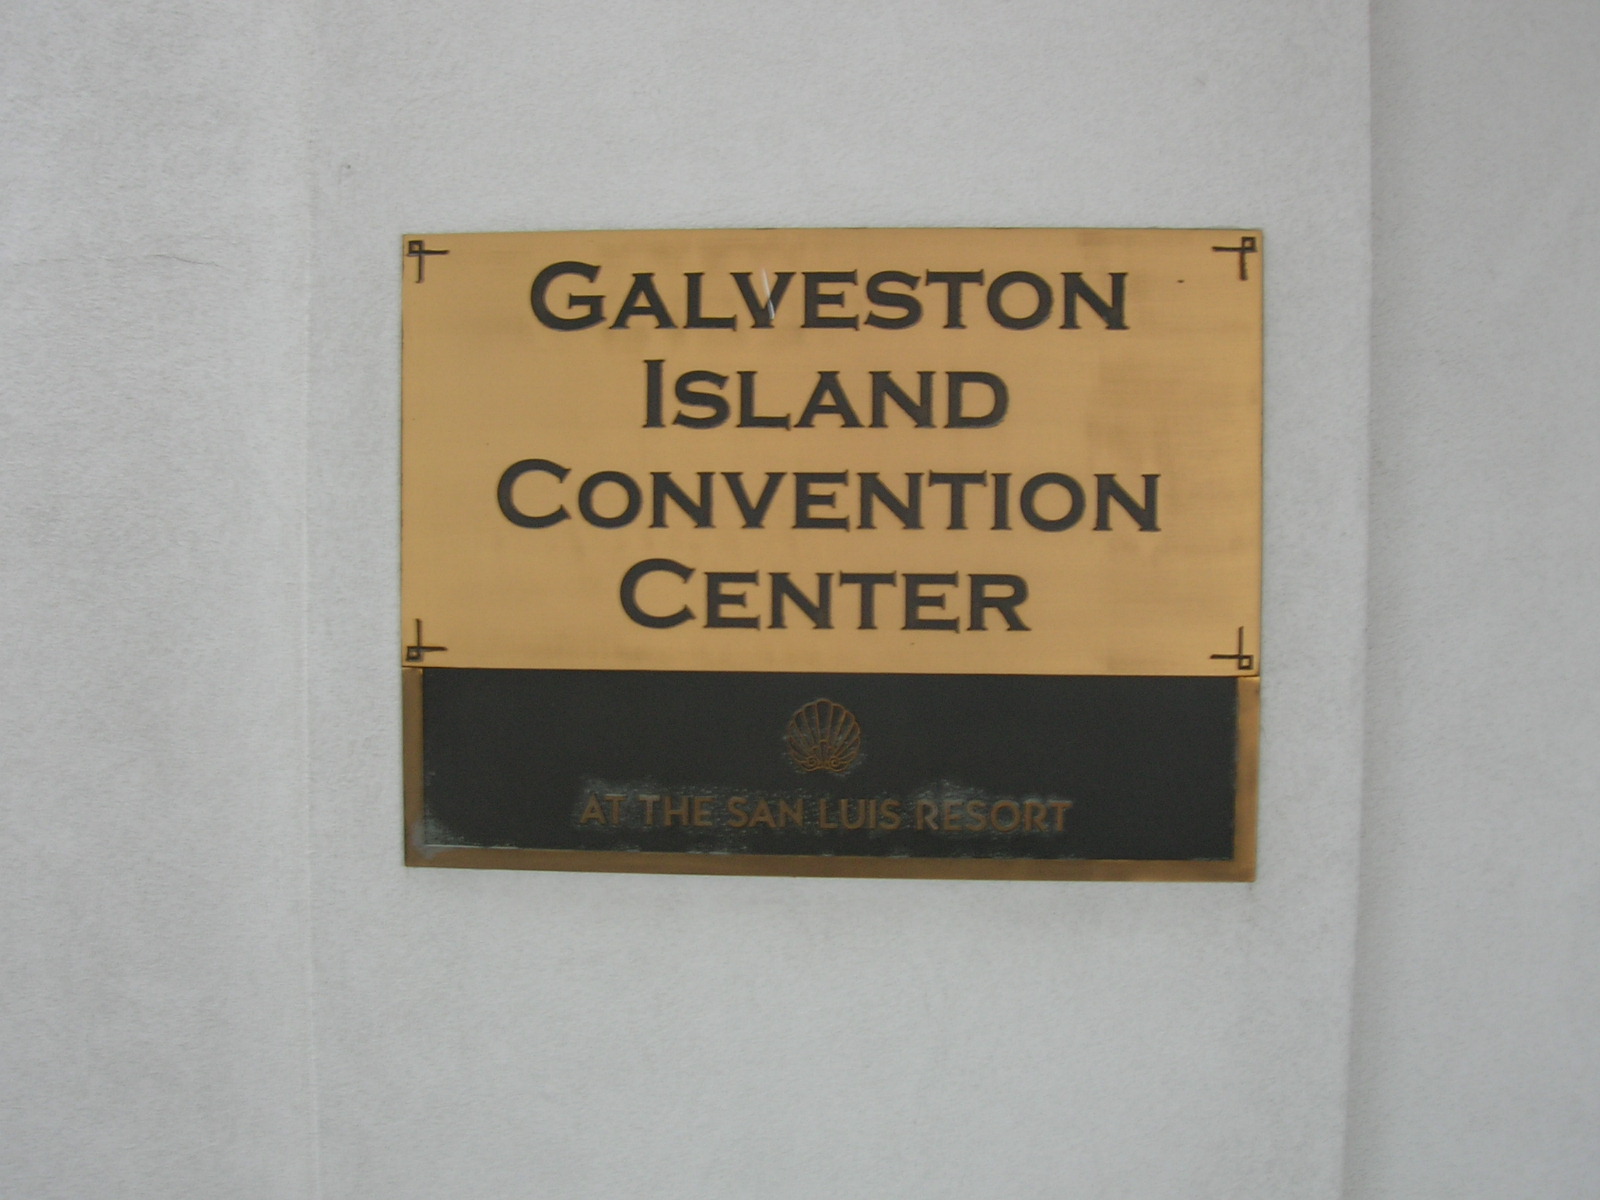 GALVESTON
ISLAND
CONVENTION
CENTER
AT THE SAN LUIS RESORT